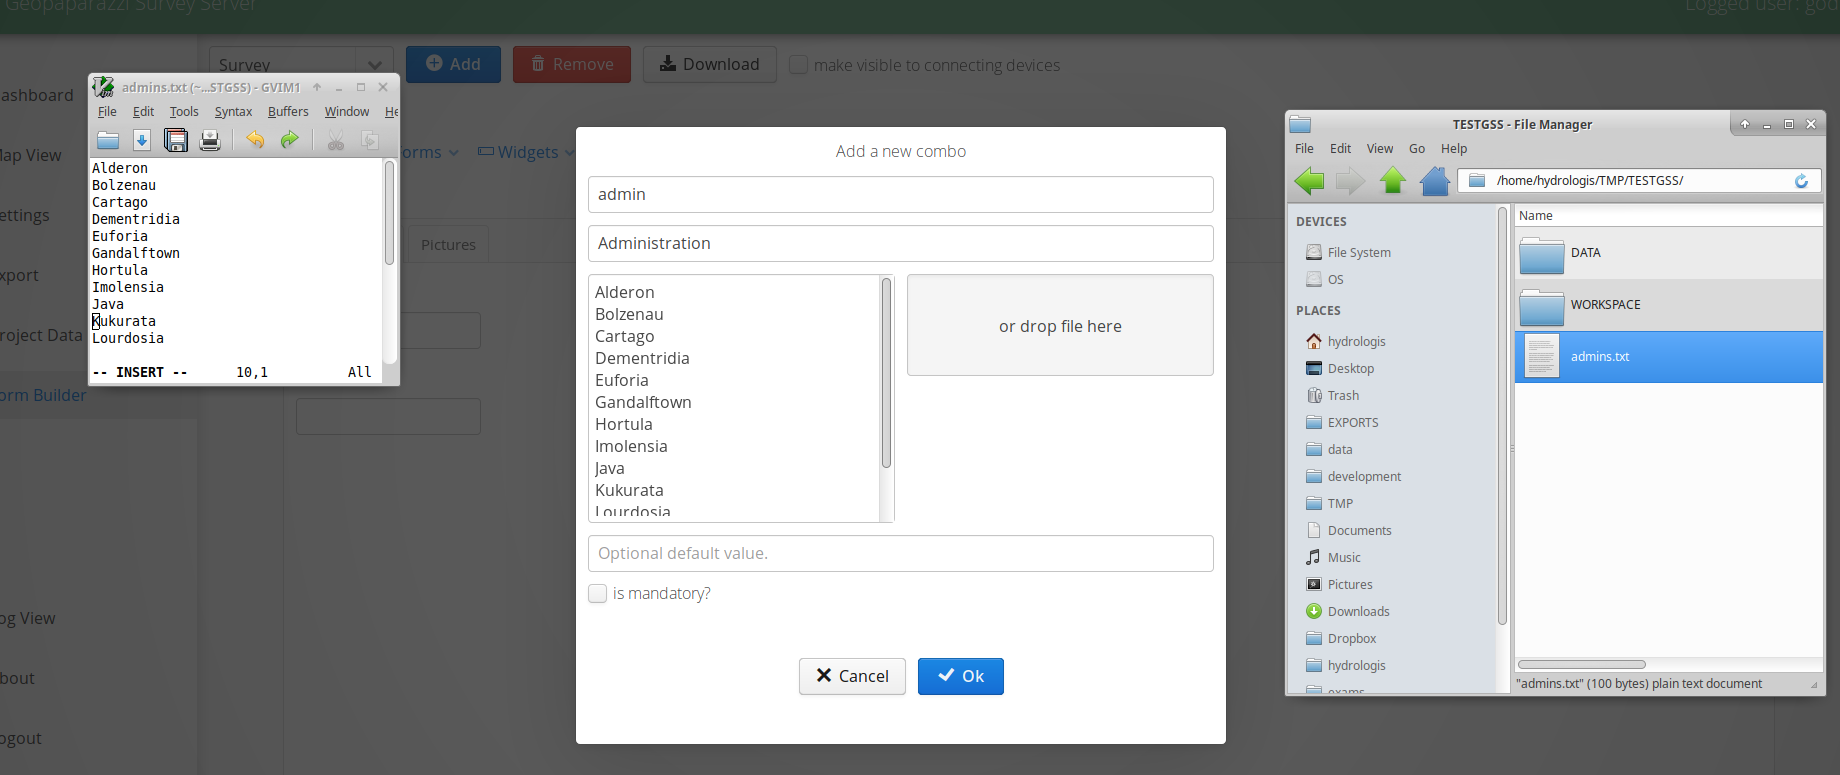 Geopaparazzi Survey Server
Logged user: god
Survey
Add
Remove
Download
make visible to connecting devices
ashboard
ap View
ettings
xport
roject Data
orm Builder
og View
bout
ogout
orms
Widgets
Pictures
admins.txt (~...STGSS) - GVIM1
File Edit Tools Syntax Buffers Window He
Alderon
Bolzenau
Cartago
Dementridia
Euforia
Gandalftown
Hortula
Imolensia
Java
Kukurata
Lourdosia
-- INSERT -- 10,1 All
Add a new combo
admin
Administration
Alderon
Bolzenau
Cartago
Dementridia
Euforia
Gandalftown
Hortula
Imolensia
Java
Kukurata
Lourdosia
or drop file here
Optional default value.
is mandatory?
Cancel
Ok
TESTGSS - File Manager
File Edit View Go Help
/home/hydrologis/TMP/TESTGSS/
DEVICES
File System
OS
PLACES
hydrologis
Desktop
Trash
EXPORTS
data
development
TMP
Documents
Music
Pictures
Downloads
Dropbox
hydrologis
exams
Name
DATA
WORKSPACE
admins.txt
"admins.txt" (100 bytes) plain text document